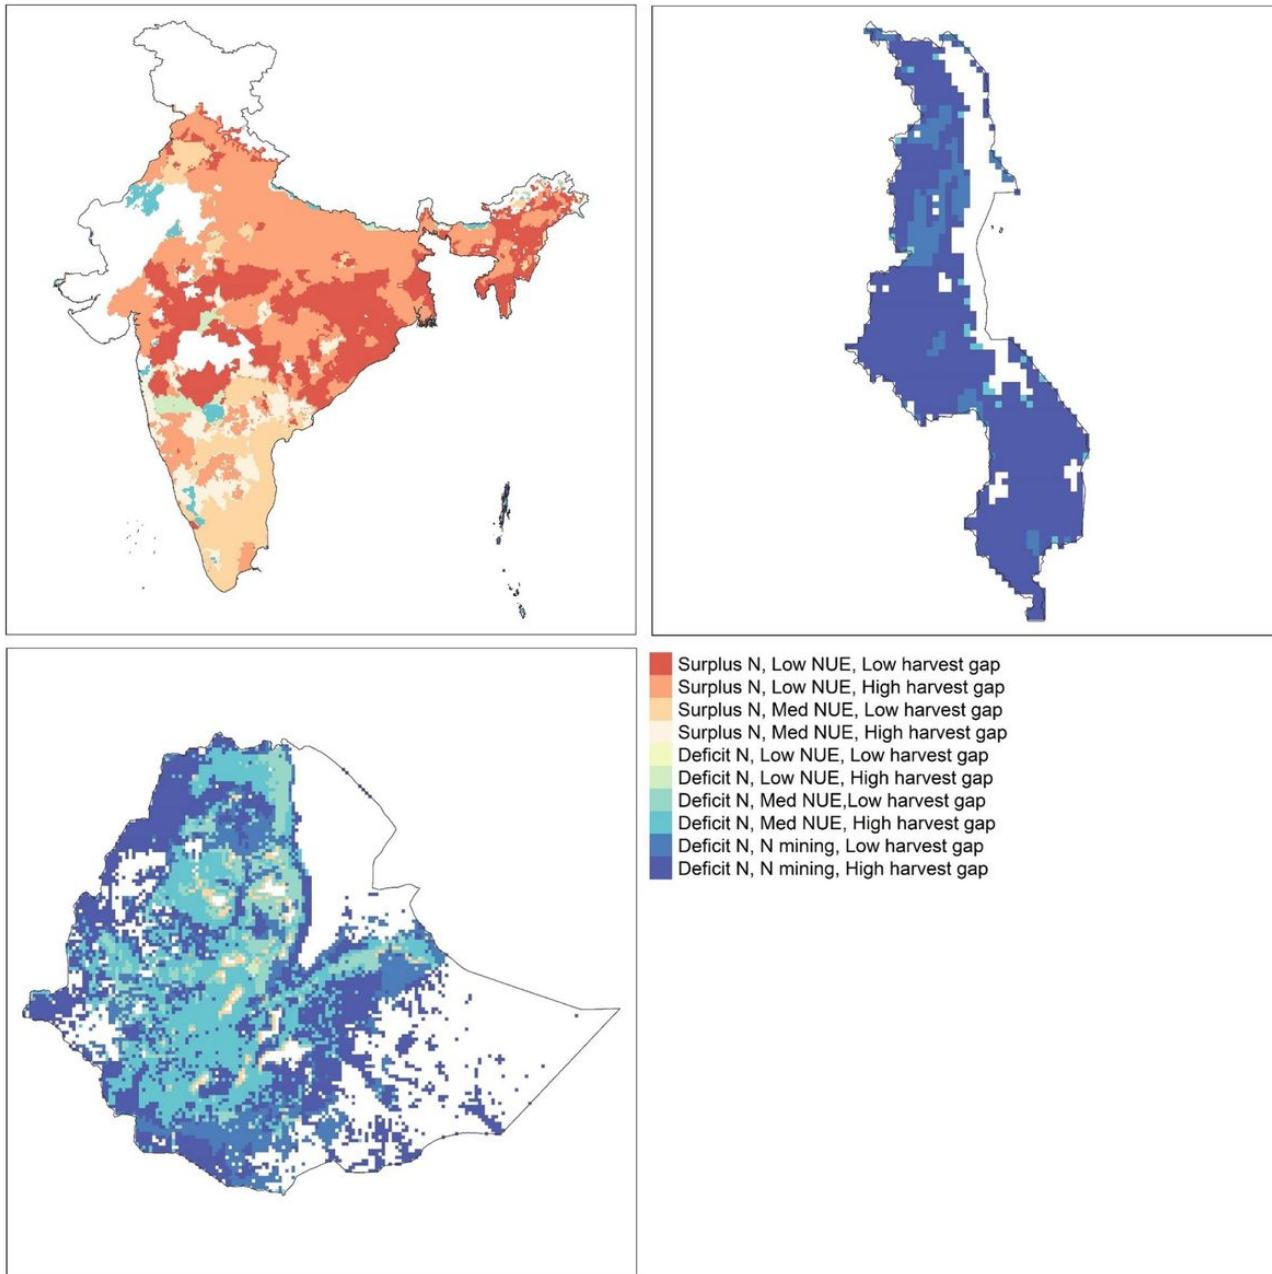 Surplus N, Low NUE, Low harvest gap
Surplus N, Low NUE, High harvest gap
Surplus N, Med NUE, Low harvest gap
Surplus N, Med NUE, High harvest gap
Deficit N, Low NUE, Low harvest gap
Deficit N, Low NUE, High harvest gap
Deficit N, Med NUE,Low harvest gap
Deficit N, Med NUE, High harvest gap
Deficit N, N mining, Low harvest gap
Deficit N, N mining, High harvest gap